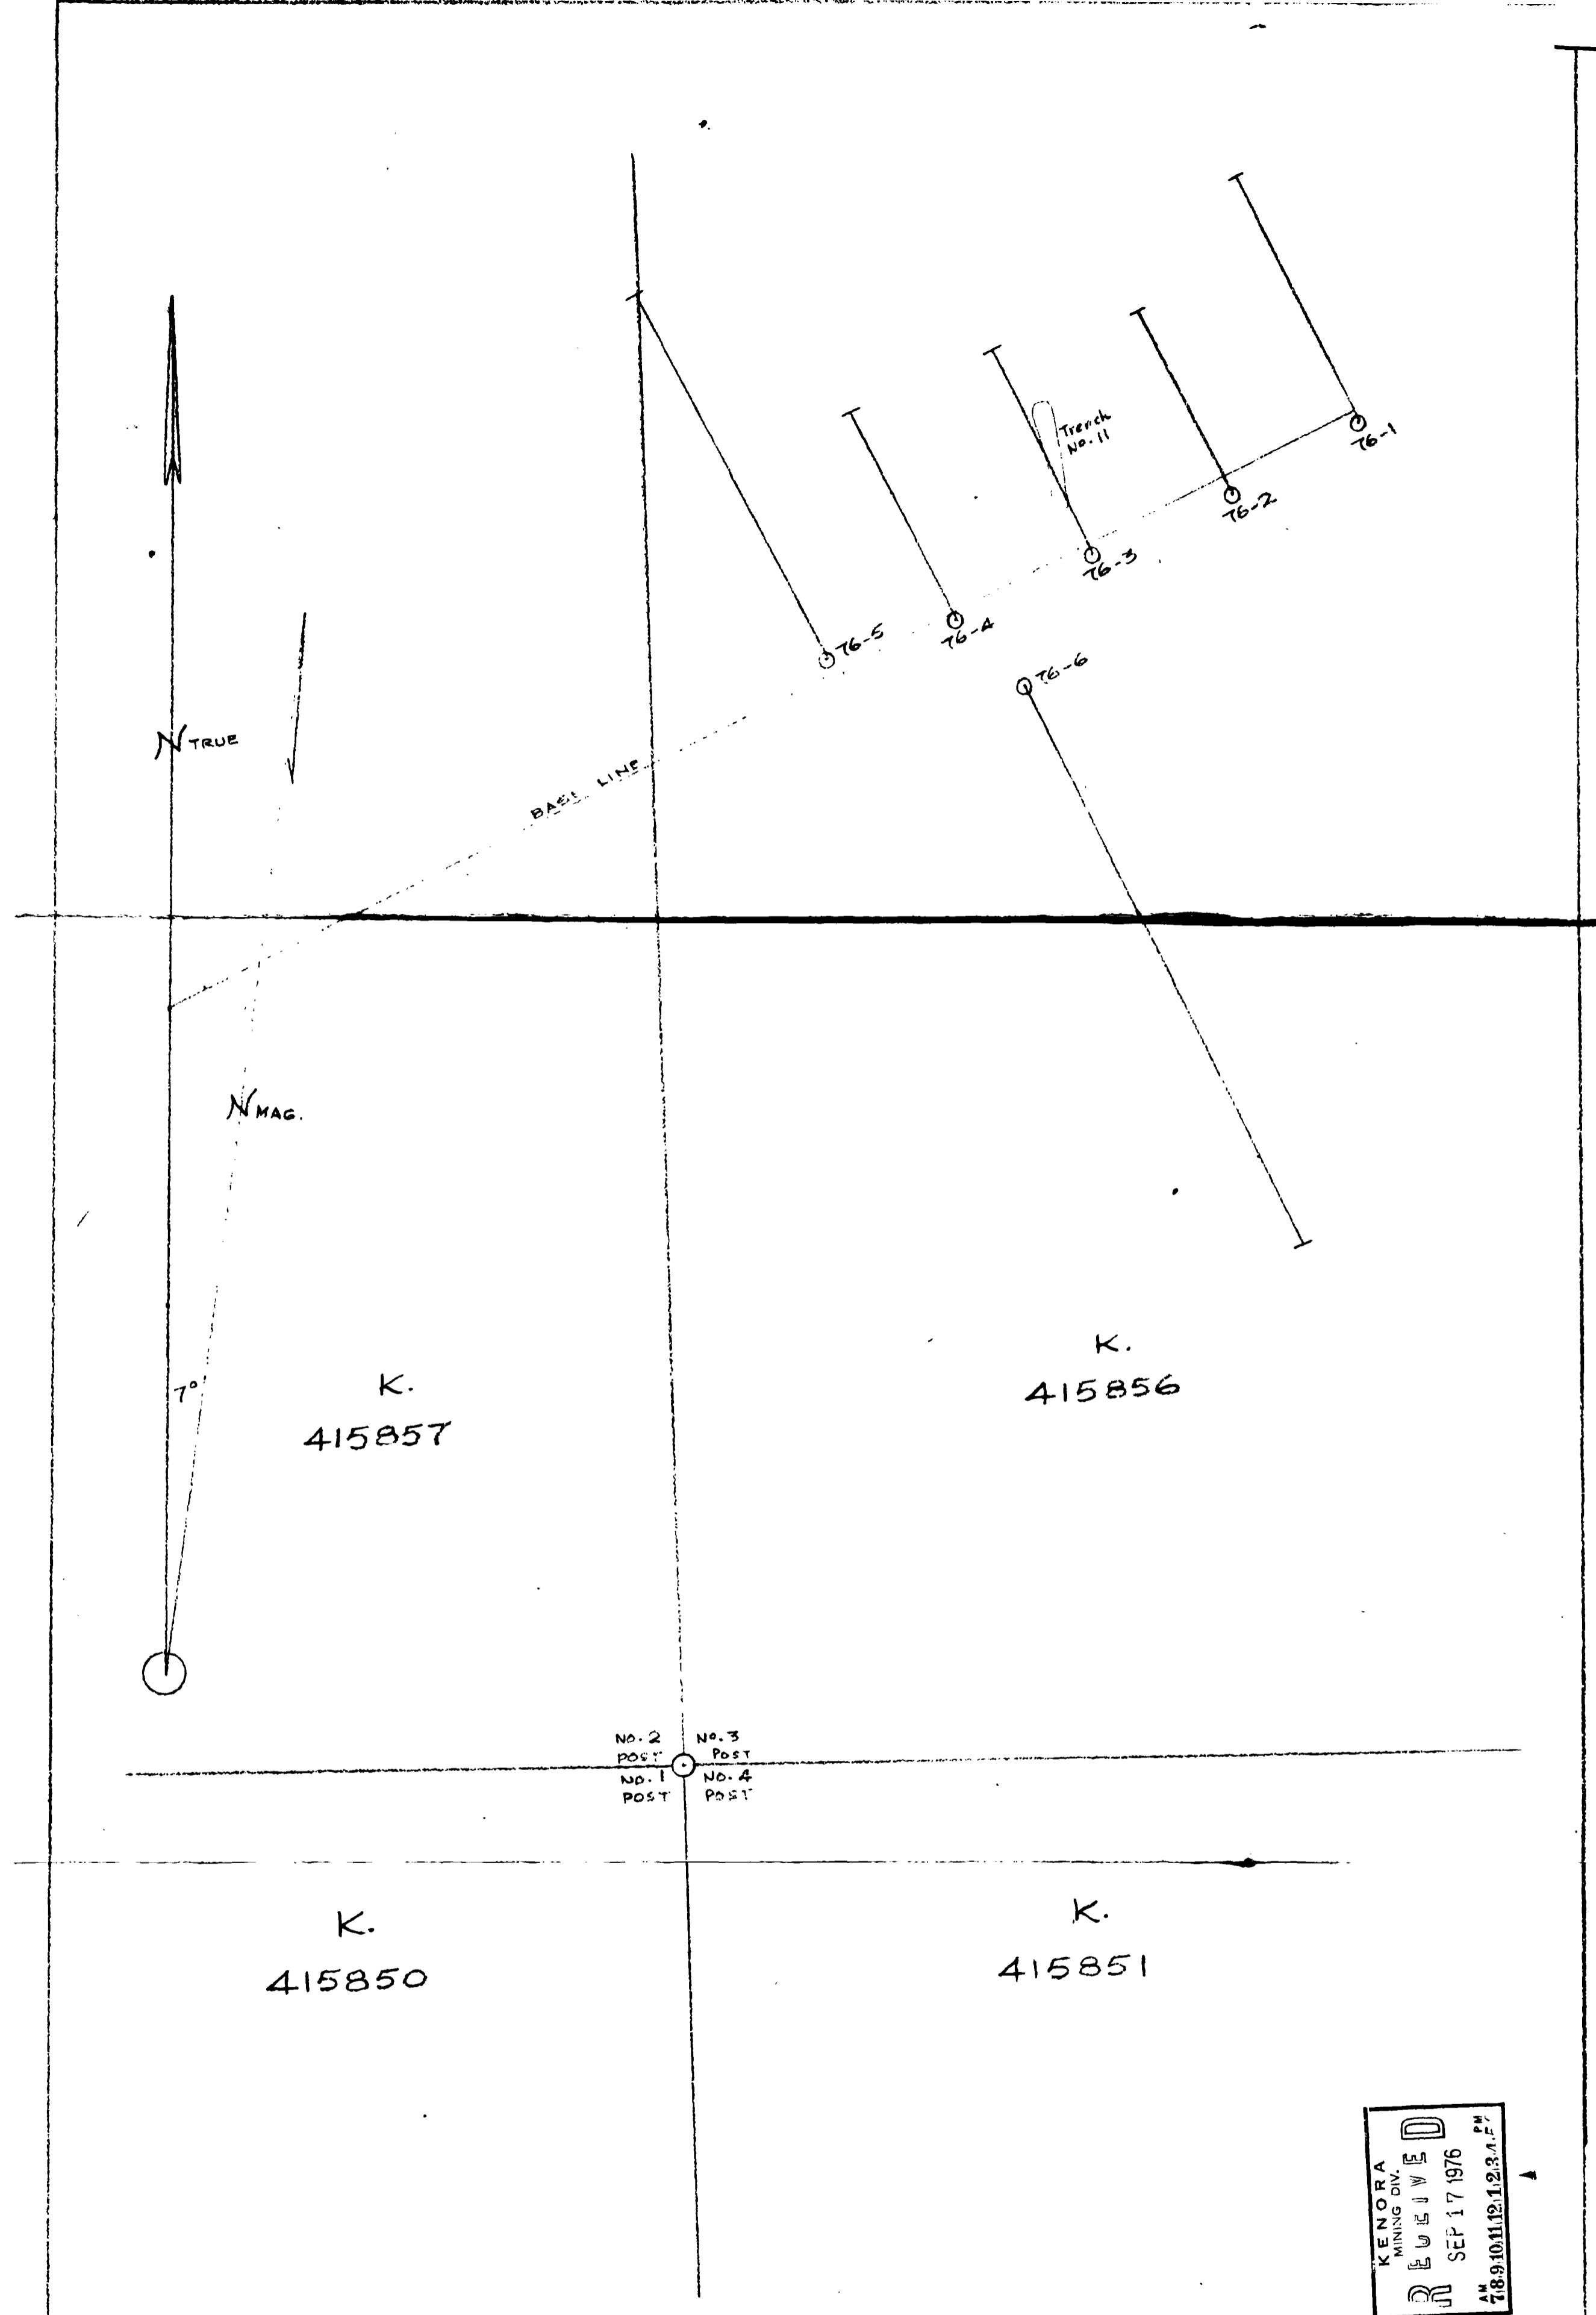 Trench
No. 11
76-1
76-2
76-3
76-4
76-5
76-6
N TRUE
BASE LINE
N MAG.
7°
K.
415857
K.
415856
No. 2
POST
No. 3
POST
No. 1
POST
No. 4
POST
K.
415850
K.
415851
KENORA
MINING DIV.
RECEIVED
SEP 17 1976
AM
PM
7,8,9,10,11,12,1,2,3,4,5,